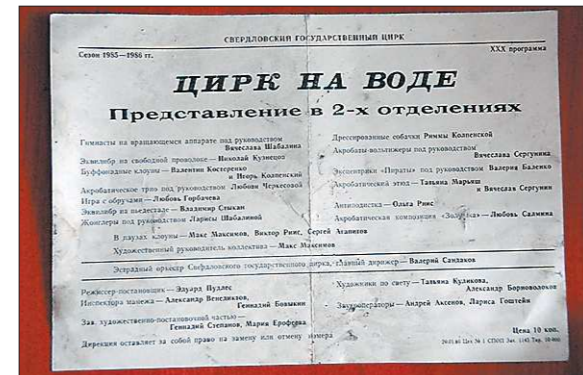 СВЕРДЛОВСКИЙ ГОСУДАРСТВЕННЫЙ ЦИРК
Сезон 1985—1986 гг.
XXX программа
ЦИРК НА ВОДЕ
Представление в 2-х отделениях
Гимнасты на вращающемся аппарате под руководством
Вячеслава Шабалина
Эквилибр на свободной проволоке — Николай Кузнецов
Буффонадные клоуны — Валентин Костеренко
и Игорь Колпенский
Акробатическое трио под руководством Любови Черкесовой
Игра с обручами — Любовь Горбачева
Эквилибр на пьедестале — Владимир Стыкан
Жонглеры под руководством Ларисы Шабалиной
Дрессированные собачки Риммы Колпенской
Акробаты-вольтижеры под руководством
Вячеслава Сергунина
Эксцентрики «Пираты» под руководством Валерия Баленко
Акробатический этюд — Татьяна Марьящ
и Вячеслав Сергунин
Антиподистка — Ольга Риис
Акробатическая композиция — Любовь Салмина
В паузах клоуны — Макс Максимов, Виктор Риис, Сергей Агапитов
Художественный руководитель коллектива — Макс Максимов
Эстрадный оркестр Свердловского государственного цирка, главный дирижер — Валерий Сандаков
Режиссер-постановщик — Эдуард Пудлес
Инспектора манежа — Александр Венедиктов,
Геннадий Бовыкин
Зав. художественно-постановочной частью —
Геннадий Степанов, Мария Ерофеева
Дирекция оставляет за собой право на замену или отмену номера
Художники по свету — Татьяна Куликова,
Александр Борноволоков
Звукооператоры — Андрей Аксенов, Лариса Гоштейн
Цена 10 коп.